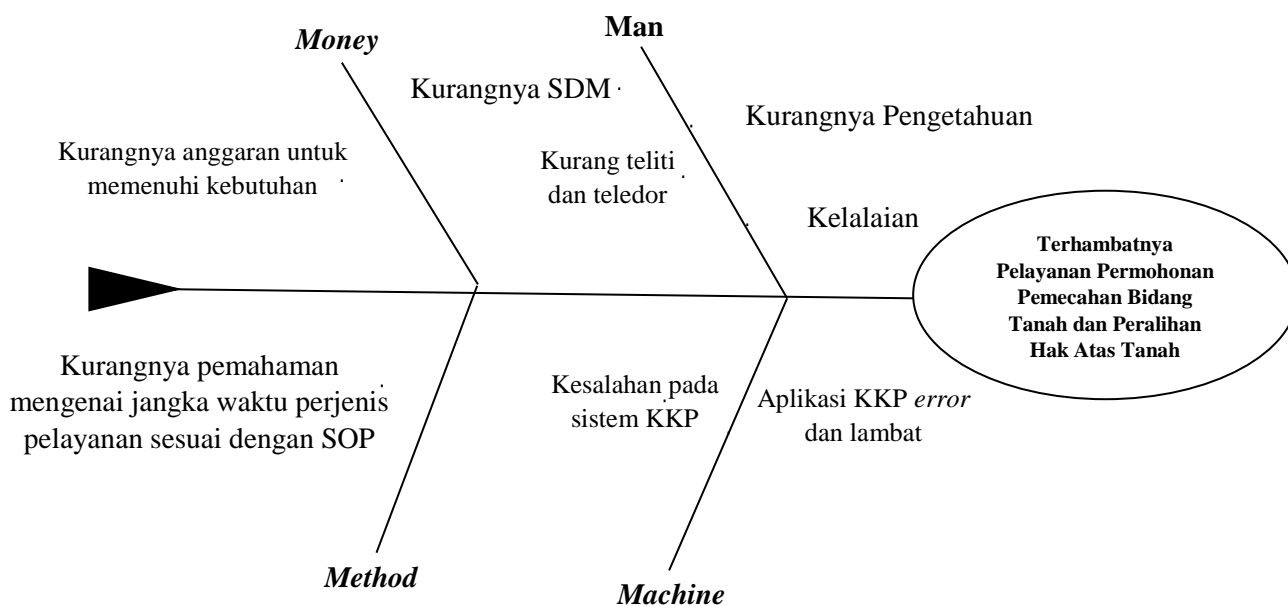 Man
Money
Kurangnya SDM
Kurangnya Pengetahuan
Kurangnya anggaran untuk
memenuhi kebutuhan
Kurang teliti
dan teledor
Kelalaian
Terhambatnya
Pelayanan Permohonan
Pemecahan Bidang
Tanah dan Peralihan
Hak Atas Tanah
Kurangnya pemahaman
mengenai jangka waktu perjenis
pelayanan sesuai dengan SOP
Kesalahan pada
sistem KKP
Aplikasi KKP error
dan lambat
Method
Machine